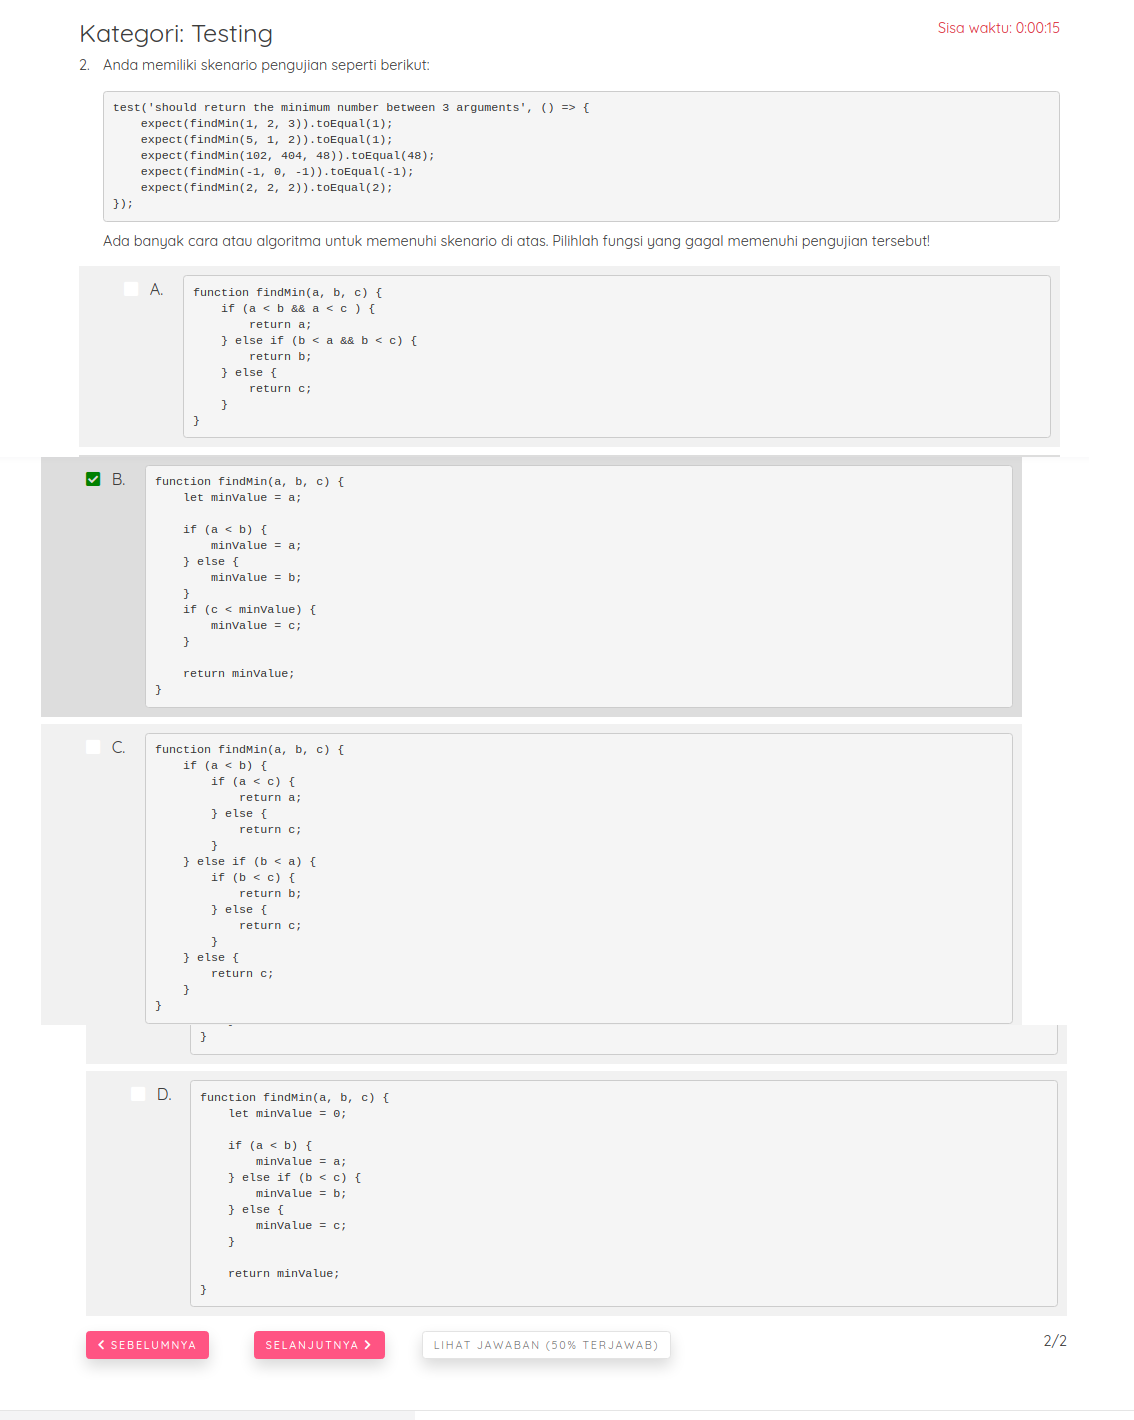 Kategori: Testing
Sisa waktu: 0:00:15
2. Anda memiliki skenario pengujian seperti berikut:
test('should return the minimum number between 3 arguments', () => {
    expect(findMin(1, 2, 3)).toEqual(1);
    expect(findMin(5, 1, 2)).toEqual(1);
    expect(findMin(102, 404, 48)).toEqual(48);
    expect(findMin(-1, 0, -1)).toEqual(-1);
    expect(findMin(2, 2, 2)).toEqual(2);
});
Ada banyak cara atau algoritma untuk memenuhi skenario di atas. Pilihlah fungsi yang gagal memenuhi pengujian tersebut!
A.
function findMin(a, b, c) {
    if (a < b && a < c ) {
        return a;
    } else if (b < a && b < c) {
        return b;
    } else {
        return c;
    }
}
B.
function findMin(a, b, c) {
    let minValue = a;
    if (a < b) {
        minValue = a;
    } else {
        minValue = b;
    }
    if (c < minValue) {
        minValue = c;
    }
    return minValue;
}
C.
function findMin(a, b, c) {
    if (a < b) {
        if (a < c) {
            return a;
        } else {
            return c;
        }
    } else if (b < a) {
        if (b < c) {
            return b;
        } else {
            return c;
        }
    } else {
        return c;
    }
}
}
D.
function findMin(a, b, c) {
    let minValue = 0;
    if (a < b) {
        minValue = a;
    } else if (b < c) {
        minValue = b;
    } else {
        minValue = c;
    }
    return minValue;
}
SEBELUMNYA
SELANJUTNYA
LIHAT JAWABAN (50% TERJAWAB)
2/2